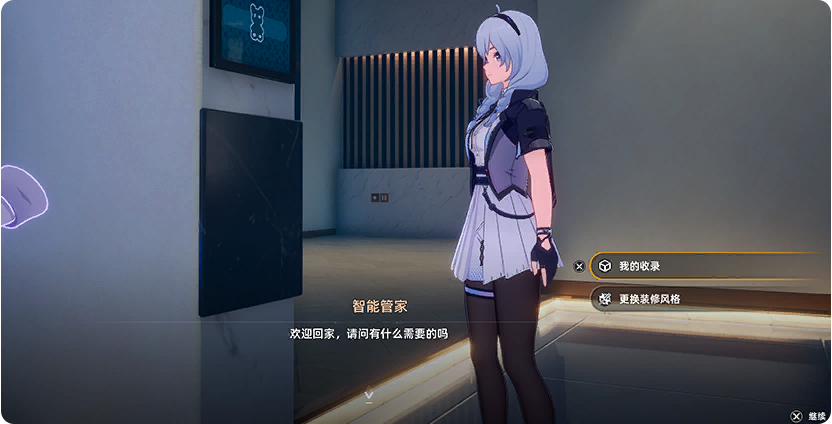 我的收录
更换装修风格
智能管家
欢迎回家，请问有什么需要的吗
继续